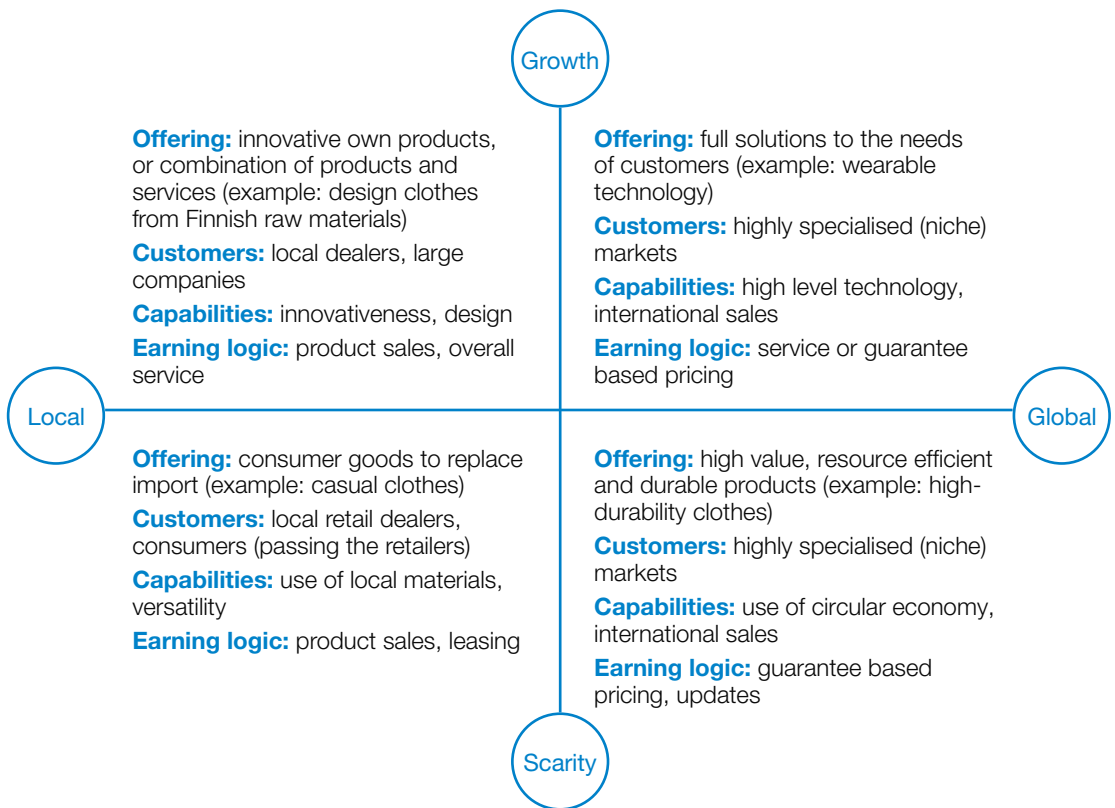 Growth
Offering: innovative own products,
or combination of products and
services (example: design clothes
from Finnish raw materials)
Customers: local dealers, large
companies
Capabilities: innovativeness, design
Earning logic: product sales, overall
service
Offering: full solutions to the needs
of customers (example: wearable
technology)
Customers: highly specialised (niche)
markets
Capabilities: high level technology,
international sales
Earning logic: service or guarantee
based pricing
Local
Global
Offering: consumer goods to replace
import (example: casual clothes)
Customers: local retail dealers,
consumers (passing the retailers)
Capabilities: use of local materials,
versatility
Earning logic: product sales, leasing
Offering: high value, resource efficient
and durable products (example: high-
durability clothes)
Customers: highly specialised (niche)
markets
Capabilities: use of circular economy,
international sales
Earning logic: guarantee based
pricing, updates
Scarity